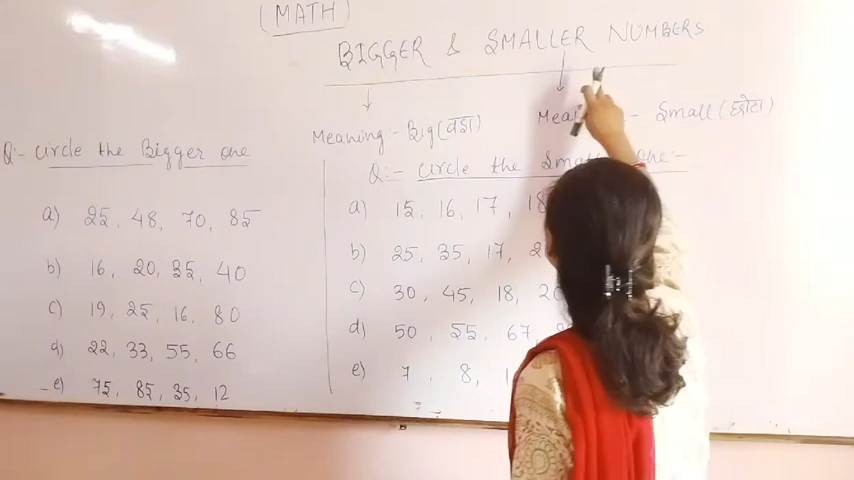 (MATH)
BIGGER & SMALLER NUMBERS
Meaning :- Big (बडा)
Small (छोटा)
Q:- Circle the Bigger one
a) 25, 48, 70, 85
b) 16, 20, 35, 40
c) 19, 25, 16, 80
d) 22, 33, 55, 66
e) 75, 85, 35, 12
Q:- Circle the one:-
a) 15, 16, 17, 18
b) 25, 35, 17,
c) 30, 45, 18,
d) 50, 55, 67,
e) 7, 8,